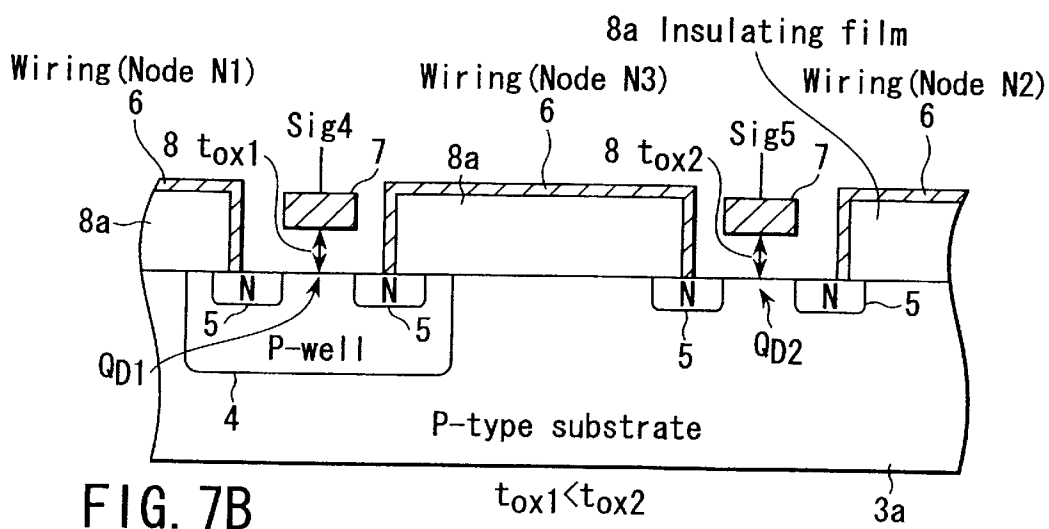 8a Insulating film
Wiring(Node N1) Wiring(Node N3) Wiring(Node N2)
6 6 6
Sig4 Sig5
8 tox1 7 8a 8 tox2 7
8a
N N N N
5 5 5 5
QD1 P-well QD2
4
P-type substrate
FIG. 7B tox1<tox2 3a